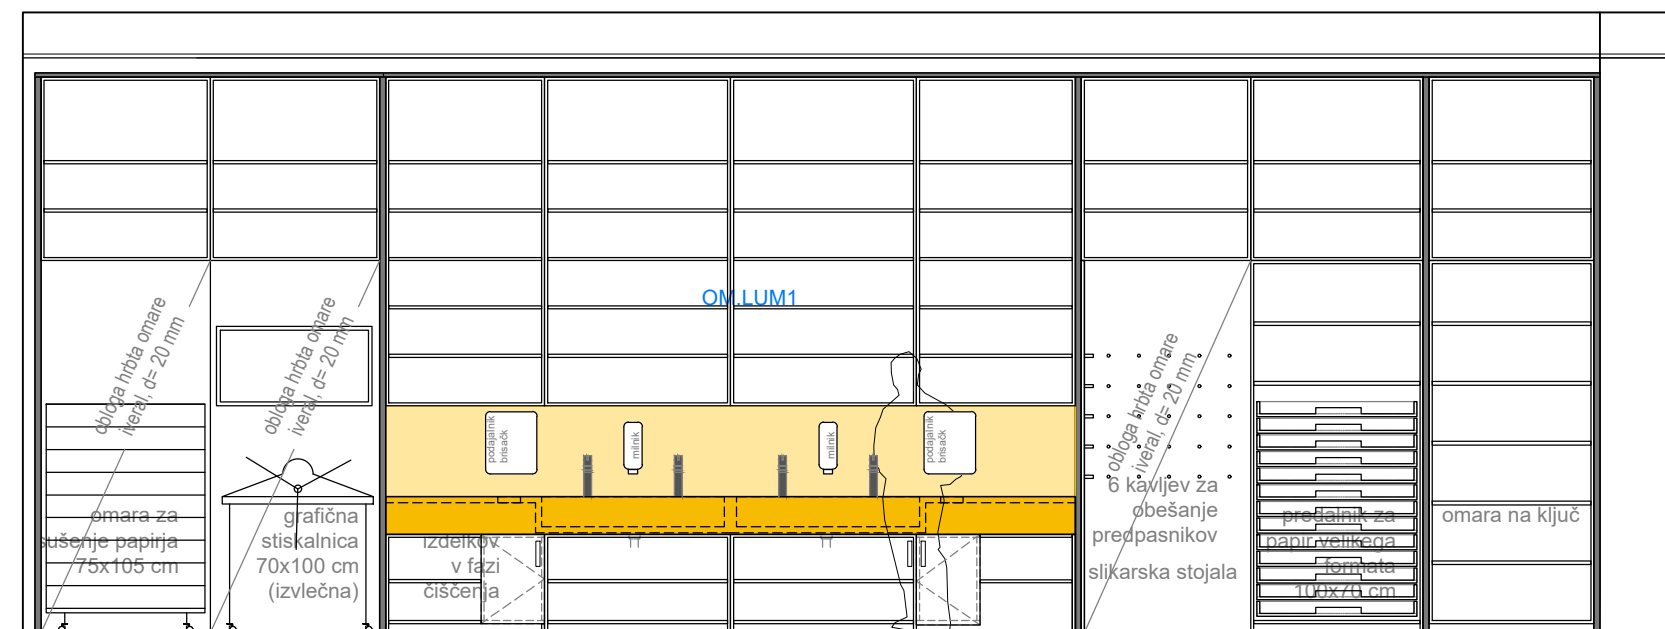 OM.LUM1
obloga hrbta omare
iveral, d= 20 mm
obloga hrbta omare
iveral, d= 20 mm
obloga hrbta omare
iveral, d= 20 mm
podajalnik
brisačk
milnik
milnik
podajalnik
brisačk
omara za
sušenje papirja
75x105 cm
grafična
stiskalnica
70x100 cm
(izvlečna)
izdelkov
v fazi
čiščenja
6 kavljev za
obešanje
predpasnikov
slikarska stojala
predalnik za
papir velikega
formata
100x70 cm
omara na ključ